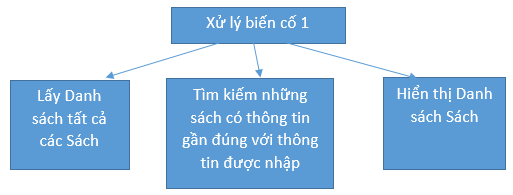 Xử lý biến cố 1
Lấy Danh
sách tất cả
các Sách
Tìm kiếm những
sách có thông tin
gần đúng với thông
tin được nhập
Hiển thị Danh
sách Sách